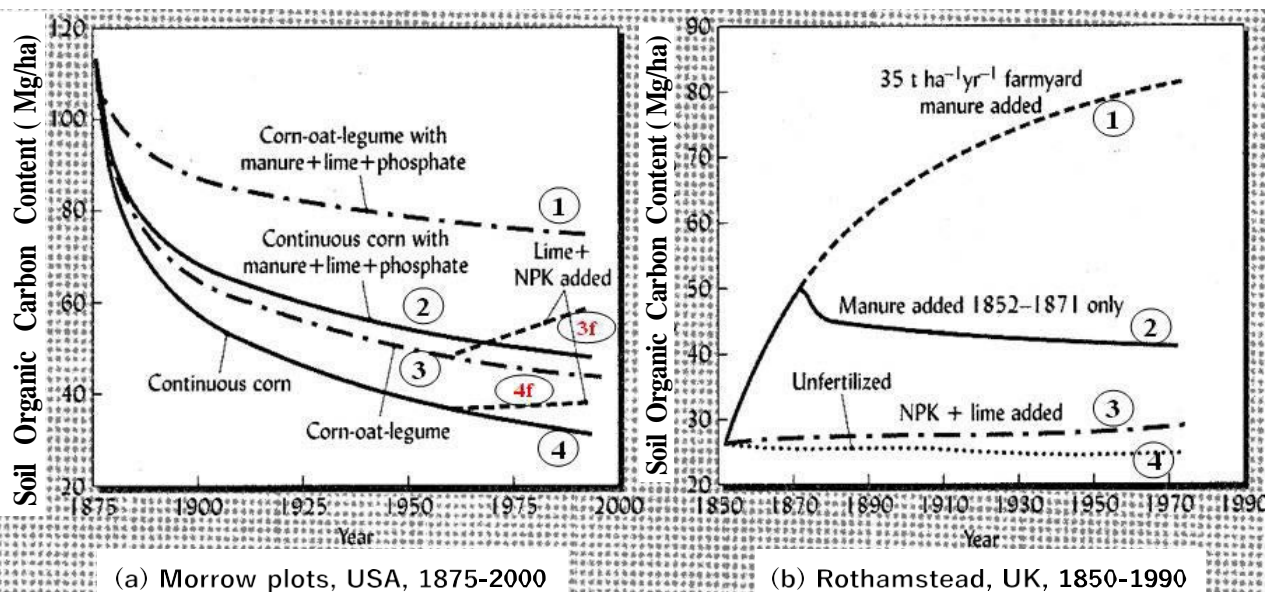 Soil Organic Carbon Content ( Mg/ha)
120
100
80
60
40
20
1875
1900
1925
1950
1975
2000
Year
Corn-oat-legume with
manure+lime+phosphate
1
Continuous corn with
manure+lime+phosphate
2
Lime+
NPK added
3f
3
4f
Continuous corn
Corn-oat-legume
4
(a) Morrow plots, USA, 1875-2000
Soil Organic Carbon Content ( Mg/ha)
90
80
70
60
50
40
30
20
1850
1870
1890
1910
1930
1950
1970
1990
Year
35 t ha⁻¹yr⁻¹ farmyard
manure added
1
Manure added 1852–1871 only
2
Unfertilized
NPK + lime added
3
4
(b) Rothamstead, UK, 1850-1990